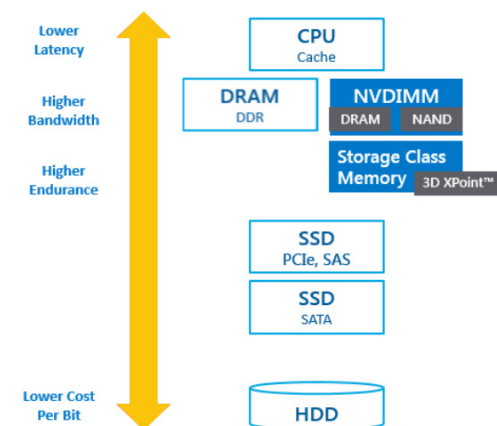 Lower
Latency
CPU
Cache
Higher
Bandwidth
DRAM
DDR
NVDIMM
DRAM NAND
Higher
Endurance
Storage Class
Memory
3D XPoint™
SSD
PCIe, SAS
SSD
SATA
Lower Cost
Per Bit
HDD